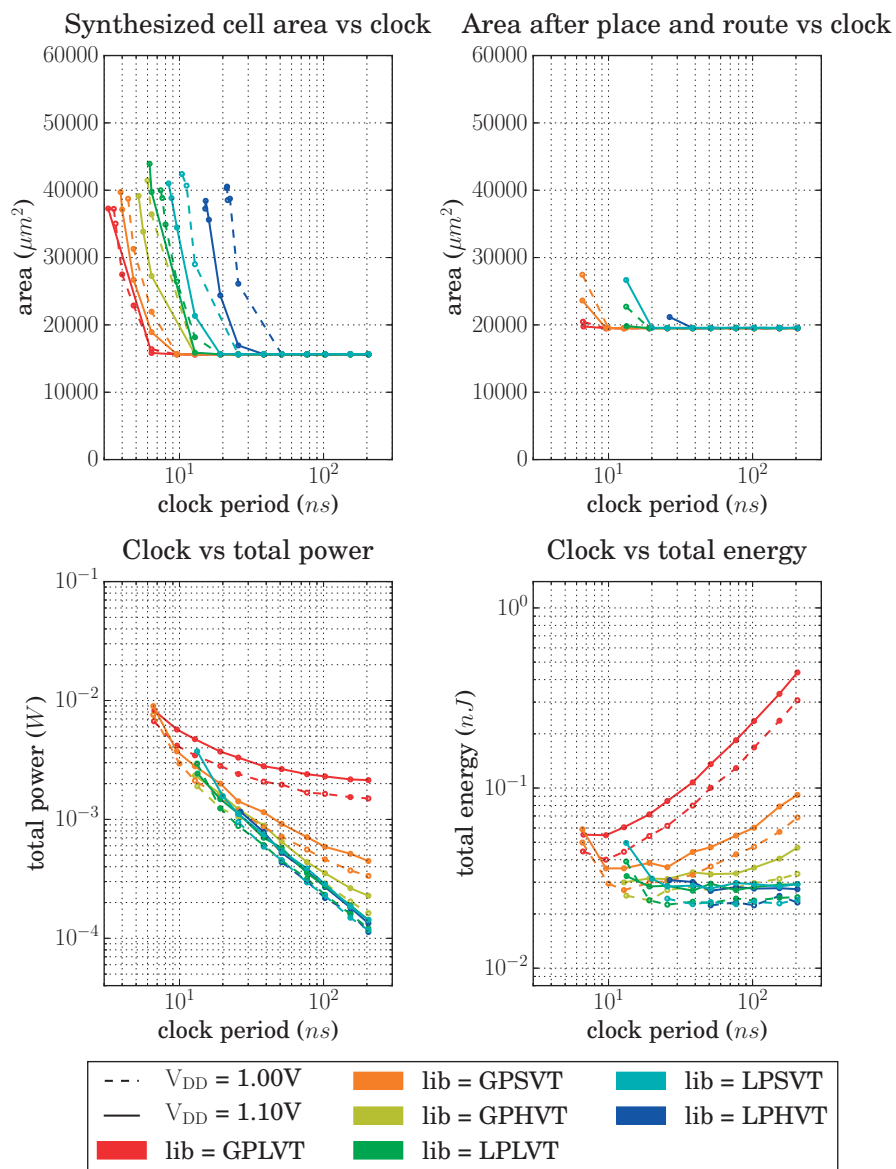 Synthesized cell area vs clock
Area after place and route vs clock
60000
50000
40000
30000
20000
10000
0
area (μm²)
10¹
10²
clock period (ns)
60000
50000
40000
30000
20000
10000
0
area (μm²)
10¹
10²
clock period (ns)
Clock vs total power
10⁻¹
10⁻²
10⁻³
10⁻⁴
total power (W)
10¹
10²
clock period (ns)
Clock vs total energy
10⁰
10⁻¹
10⁻²
total energy (nJ)
10¹
10²
clock period (ns)
V_DD = 1.00V
V_DD = 1.10V
lib = GPLVT
lib = GPSVT
lib = GPHVT
lib = LPLVT
lib = LPSVT
lib = LPHVT